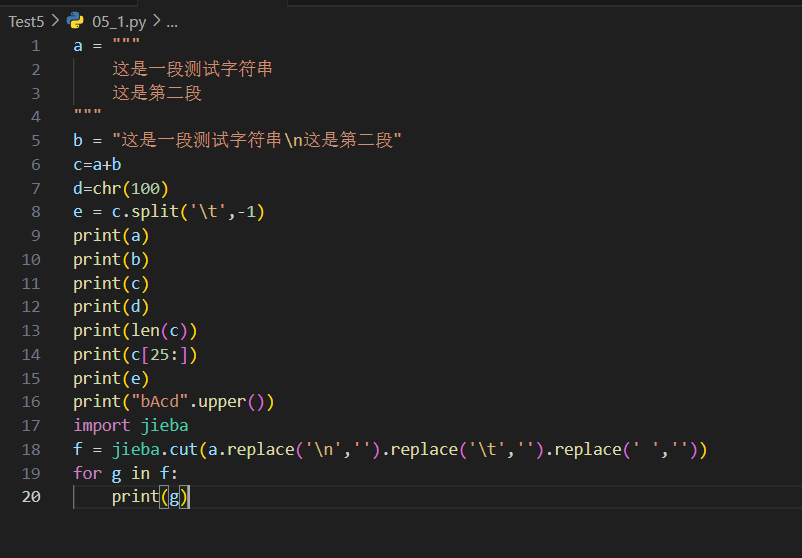 Test5 > 05_1.py > ...
1 a = """
2     这是一段测试字符串
3     这是第二段
4 """
5 b = "这是一段测试字符串\n这是第二段"
6 c=a+b
7 d=chr(100)
8 e = c.split('\t',-1)
9 print(a)
10 print(b)
11 print(c)
12 print(d)
13 print(len(c))
14 print(c[25:])
15 print(e)
16 print("bAcd".upper())
17 import jieba
18 f = jieba.cut(a.replace('\n','').replace('\t','').replace(' ',''))
19 for g in f:
20     print(g)